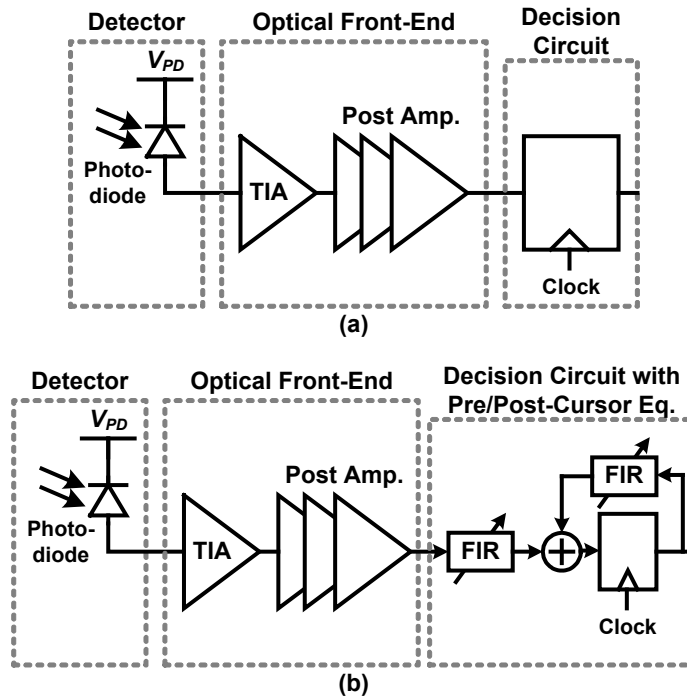 Detector
Optical Front-End
Decision
Circuit
VPD
Photo-
diode
TIA
Post Amp.
Clock
(a)
Detector
Optical Front-End
Decision Circuit with
Pre/Post-Cursor Eq.
VPD
Photo-
diode
TIA
Post Amp.
FIR
FIR
Clock
(b)